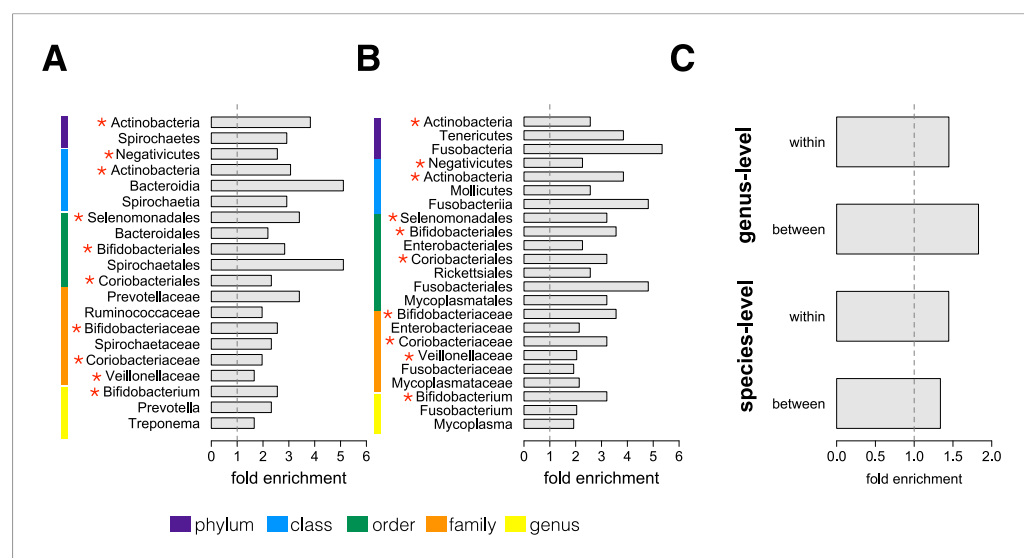 A
* Actinobacteria
Spirochaetes
* Negativicutes
* Actinobacteria
Bacteroidia
Spirochaetia
* Selenomonadales
Bacteroidales
* Bifidobacteriales
Spirochaetales
* Coriobacteriales
Prevotellaceae
Ruminococcaceae
* Bifidobacteriaceae
Spirochaetaceae
* Coriobacteriaceae
* Veillonellaceae
* Bifidobacterium
Prevotella
Treponema
0 1 2 3 4 5 6
fold enrichment
B
* Actinobacteria
Tenericutes
Fusobacteria
* Negativicutes
* Actinobacteria
Mollicutes
Fusobacteriia
* Selenomonadales
* Bifidobacteriales
Enterobacteriales
* Coriobacteriales
Rickettsiales
Fusobacteriales
Mycoplasmatales
* Bifidobacteriaceae
Enterobacteriaceae
* Coriobacteriaceae
* Veillonellaceae
Fusobacteriaceae
Mycoplasmataceae
* Bifidobacterium
Fusobacterium
Mycoplasma
0 1 2 3 4 5 6
fold enrichment
C
genus-level
within
between
species-level
within
between
0.0 0.5 1.0 1.5 2.0
fold enrichment
phylum class order family genus